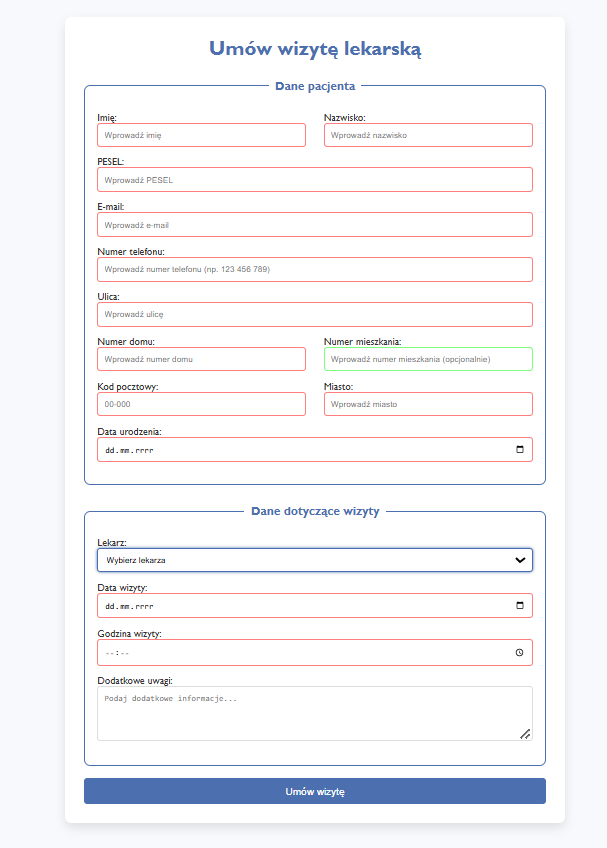 Umów wizytę lekarską
Dane pacjenta
Imię: Nazwisko:
Wprowadź imię Wprowadź nazwisko
PESEL:
Wprowadź PESEL
E-mail:
Wprowadź e-mail
Numer telefonu:
Wprowadź numer telefonu (np. 123 456 789)
Ulica:
Wprowadź ulicę
Numer domu: Numer mieszkania:
Wprowadź numer domu Wprowadź numer mieszkania (opcjonalnie)
Kod pocztowy: Miasto:
00-000 Wprowadź miasto
Data urodzenia:
dd.mm.rrrr
Dane dotyczące wizyty
Lekarz:
Wybierz lekarza
Data wizyty:
dd.mm.rrrr
Godzina wizyty:
--:--
Dodatkowe uwagi:
Podaj dodatkowe informacje...
Umów wizytę